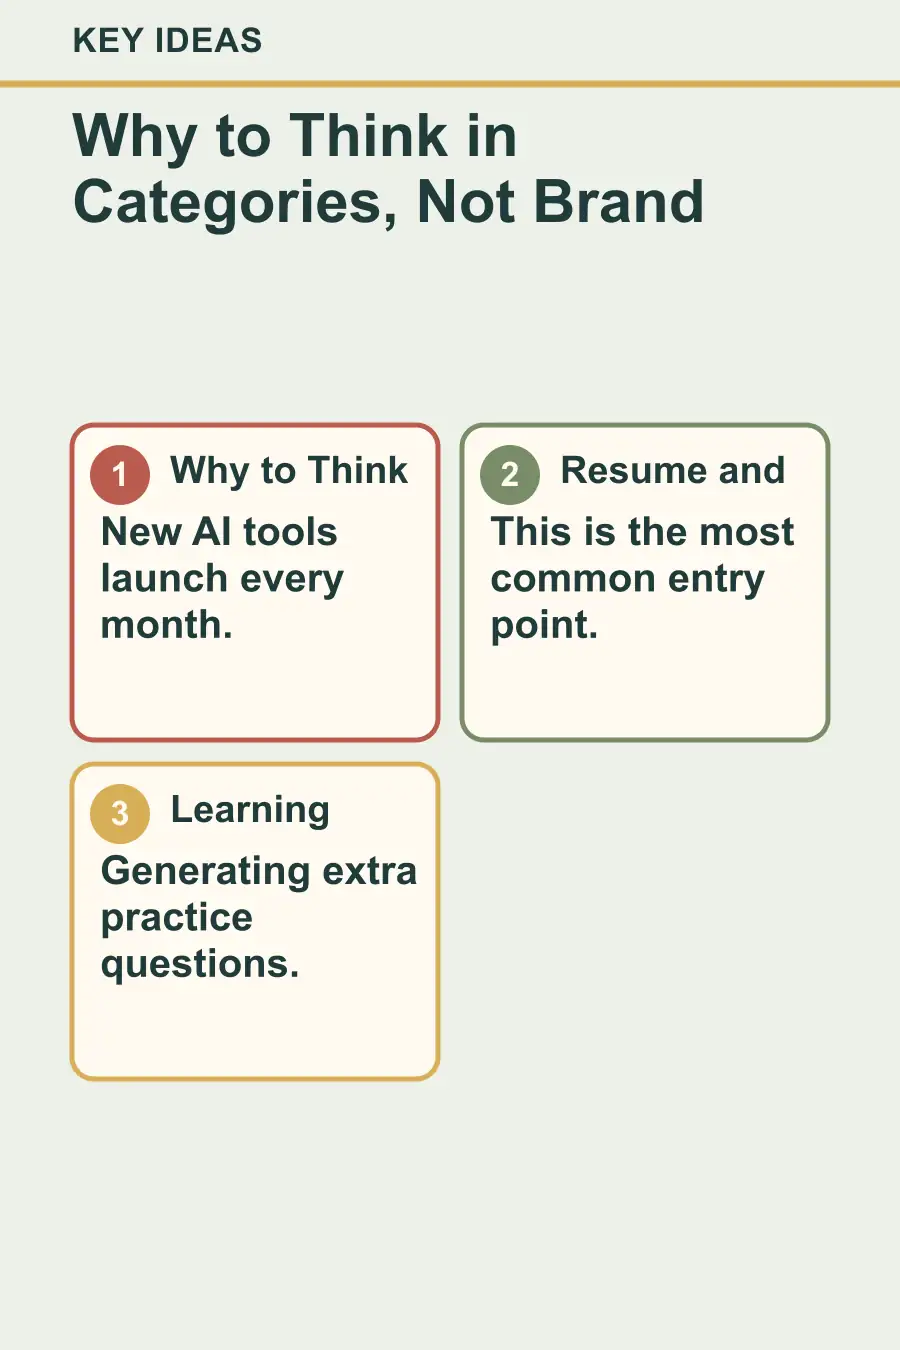 KEY IDEAS
Why to Think in
Categories, Not Brand
1 Why to Think
New AI tools
launch every
month.
2 Resume and
This is the most
common entry
point.
3 Learning
Generating extra
practice
questions.